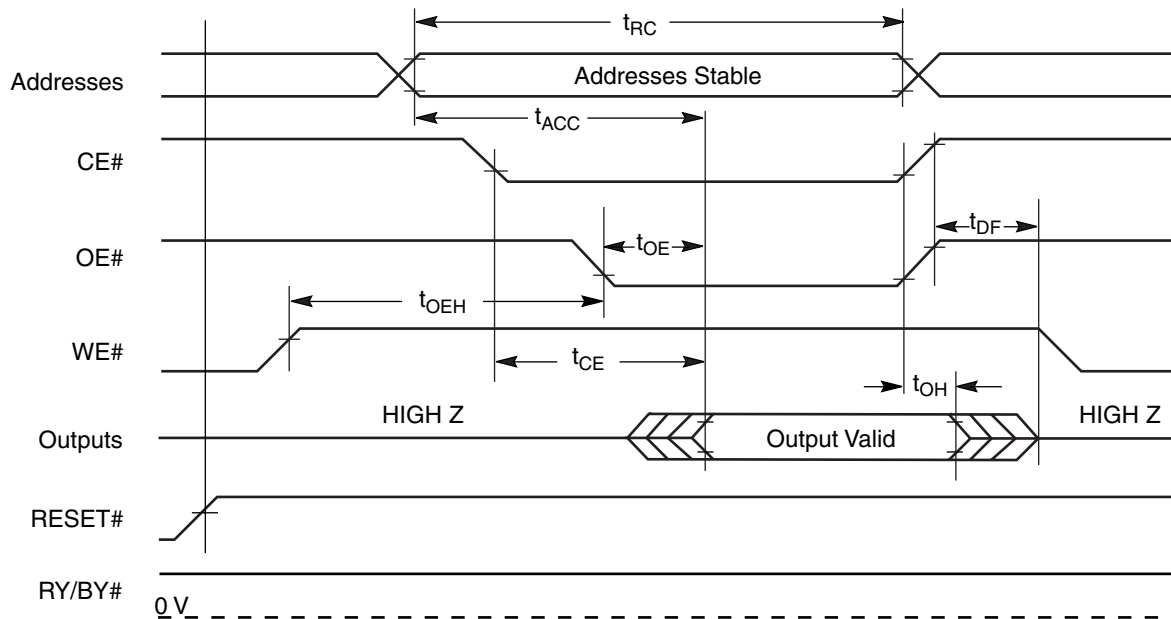 tRC
Addresses
Addresses Stable
tACC
CE#
OE#
tOE
tDF
tOEH
WE#
tCE
tOH
HIGH Z
HIGH Z
Outputs
Output Valid
RESET#
RY/BY#
0 V